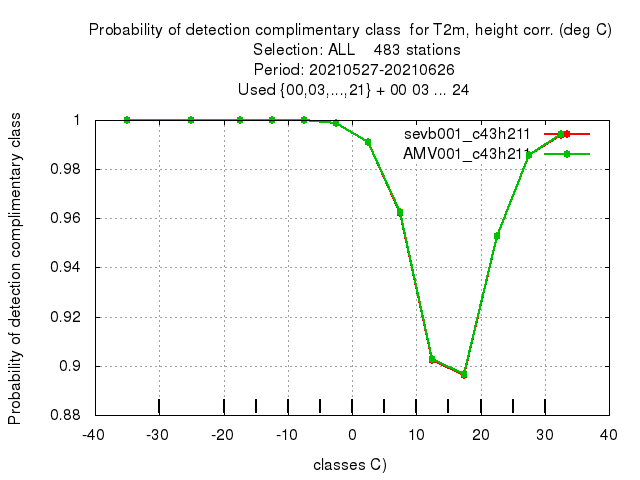 Probability of detection complimentary class  for T2m, height corr. (deg C)
Selection: ALL    483 stations
Period: 20210527-20210626
Used {00,03,...,21} + 00 03 ... 24
Probability of detection complimentary class
1
0.98
0.96
0.94
0.92
0.9
0.88
sevb001_c43h211
AMV001_c43h211
-40 -30 -20 -10 0 10 20 30 40
classes C)